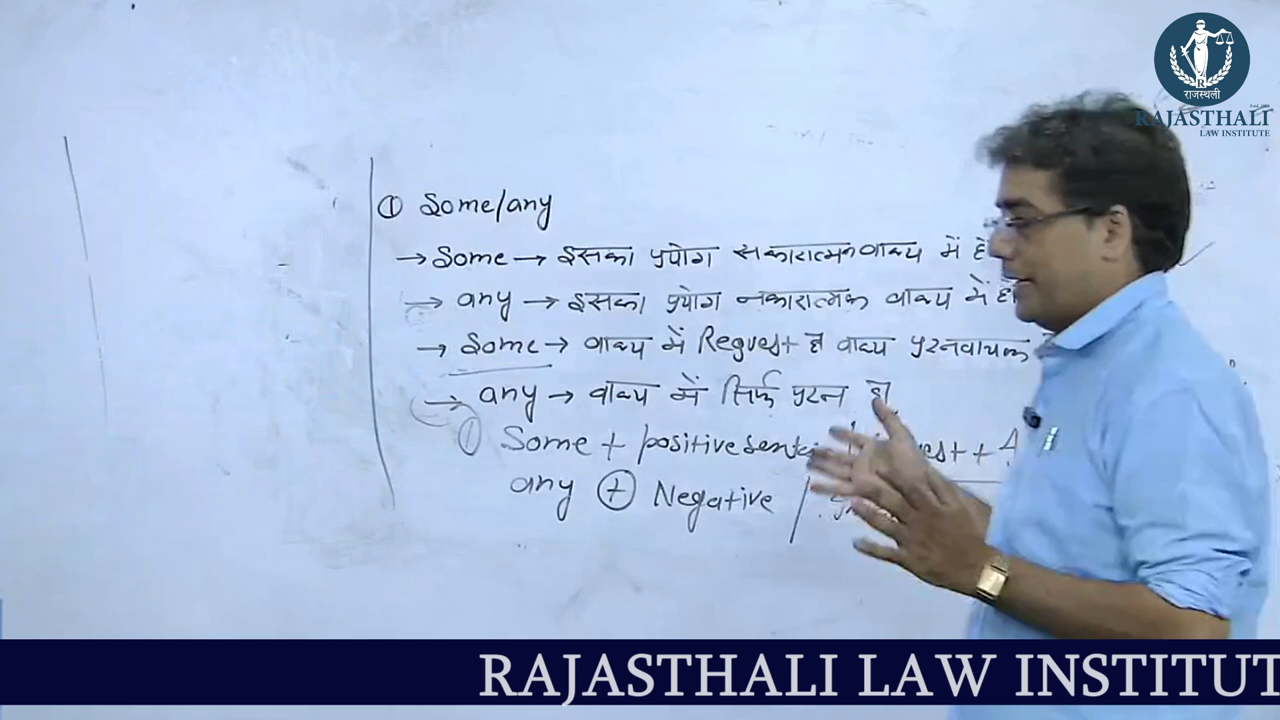 राजस्थली
RAJASTHALI
LAW INSTITUTE
① Some/any
→ Some → इसका प्रयोग सकारात्मक वाक्य में
→ any → इसका प्रयोग नकारात्मक वाक्य में
→ Some → वाक्य में Request हो वाक्य प्रश्नवाचक
→ any → वाक्य में सिर्फ प्रश्न हो
① Some + positive
any ⊕ Negative /
RAJASTHALI LAW INSTITUT